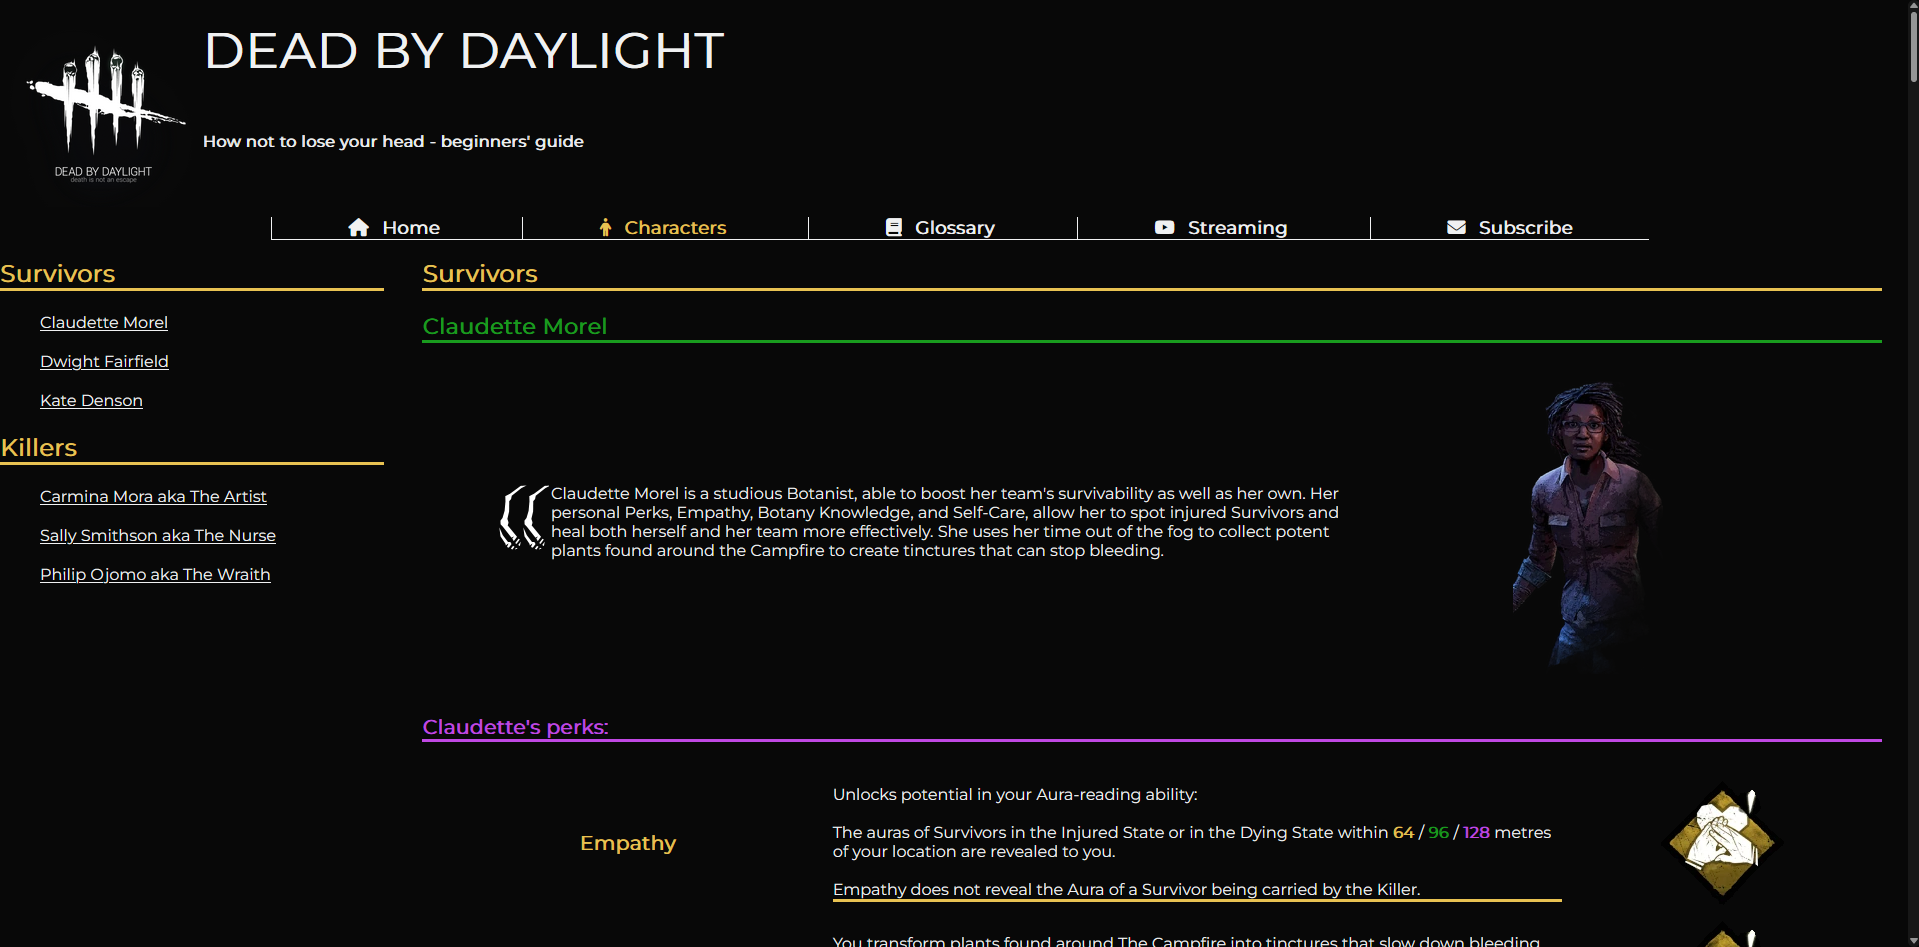 DEAD BY DAYLIGHT
DEAD BY DAYLIGHT
death is not an escape
How not to lose your head - beginners' guide
Home
Characters
Glossary
Streaming
Subscribe
Survivors
Claudette Morel
Dwight Fairfield
Kate Denson
Killers
Carmina Mora aka The Artist
Sally Smithson aka The Nurse
Philip Ojomo aka The Wraith
Survivors
Claudette Morel
Claudette Morel is a studious Botanist, able to boost her team's survivability as well as her own. Her
personal Perks, Empathy, Botany Knowledge, and Self-Care, allow her to spot injured Survivors and
heal both herself and her team more effectively. She uses her time out of the fog to collect potent
plants found around the Campfire to create tinctures that can stop bleeding.
Claudette's perks:
Empathy
Unlocks potential in your Aura-reading ability:
The auras of Survivors in the Injured State or in the Dying State within 64 / 96 / 128 metres
of your location are revealed to you.
Empathy does not reveal the Aura of a Survivor being carried by the Killer.
You transform plants found around The Campfire into tinctures that slow down bleeding